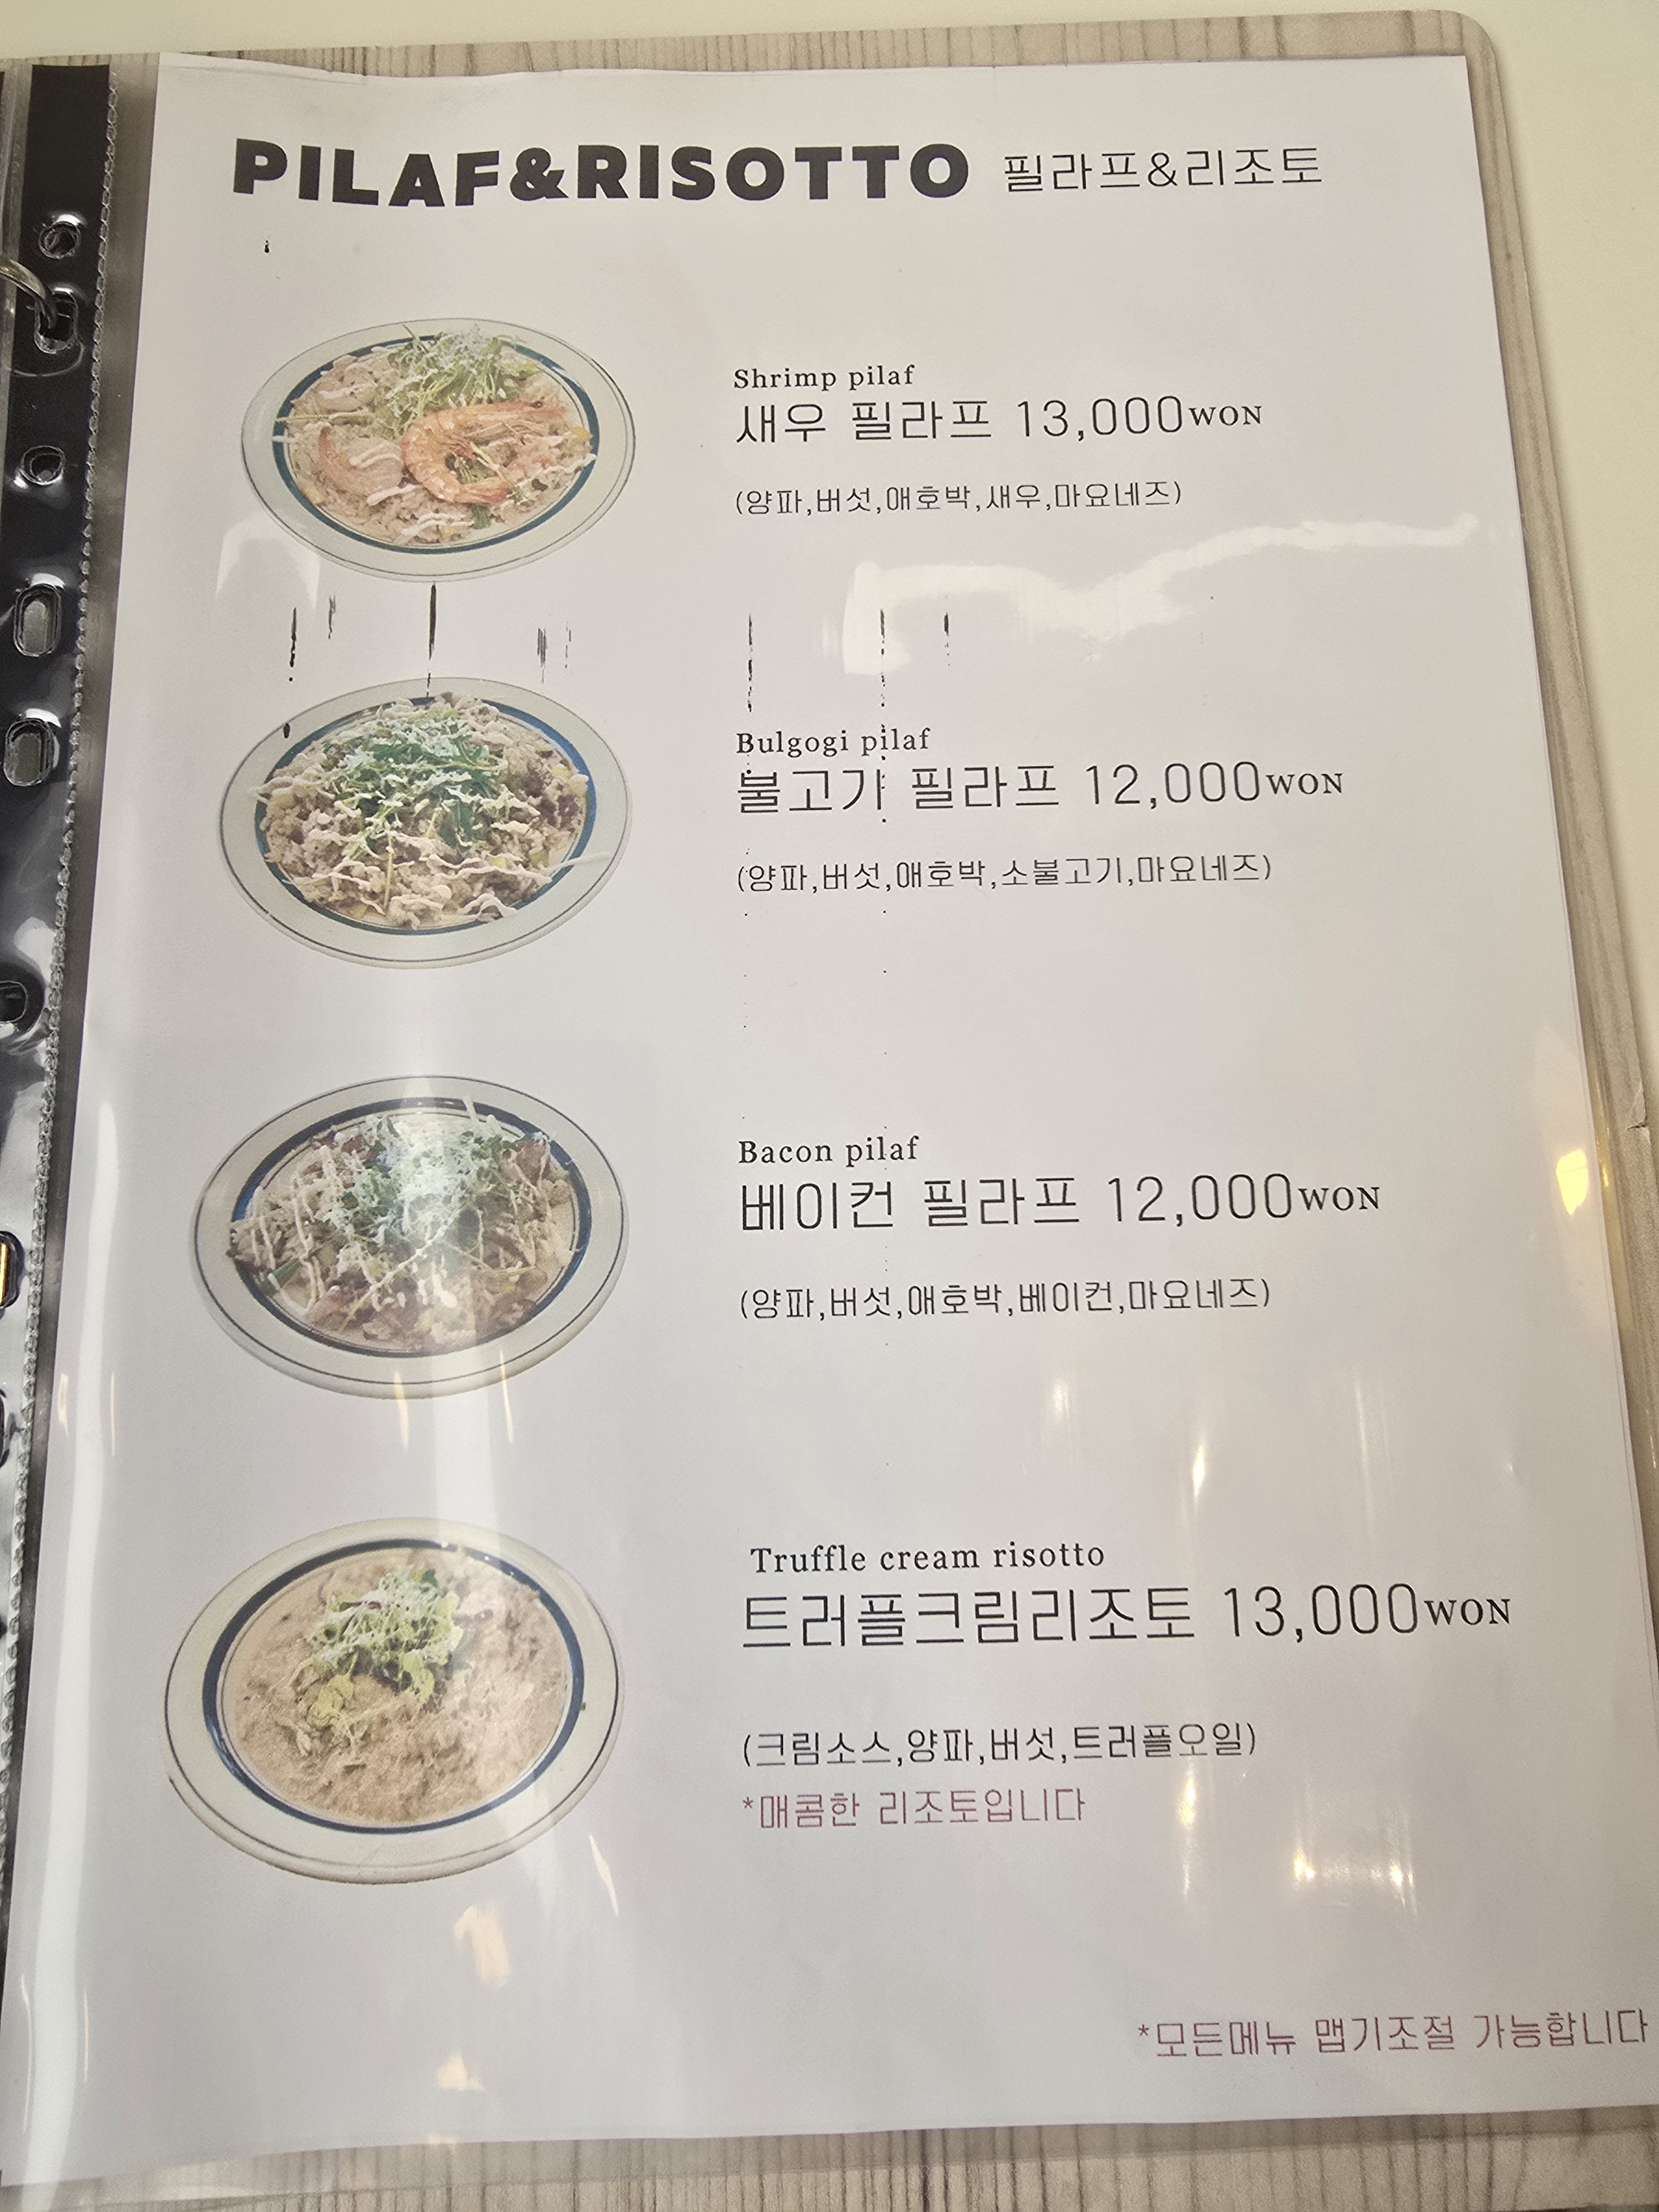 PILAF&RISOTTO 필라프&리조토
Shrimp pilaf
새우 필라프 13,000WON
(양파,버섯,애호박,새우,마요네즈)
Bulgogi pilaf
불고기 필라프 12,000WON
(양파,버섯,애호박,소불고기,마요네즈)
Bacon pilaf
베이컨 필라프 12,000WON
(양파,버섯,애호박,베이컨,마요네즈)
Truffle cream risotto
트러플크림리조토 13,000WON
(크림소스,양파,버섯,트러플오일)
*매콤한 리조토입니다
*모든메뉴 맵기조절 가능합니다